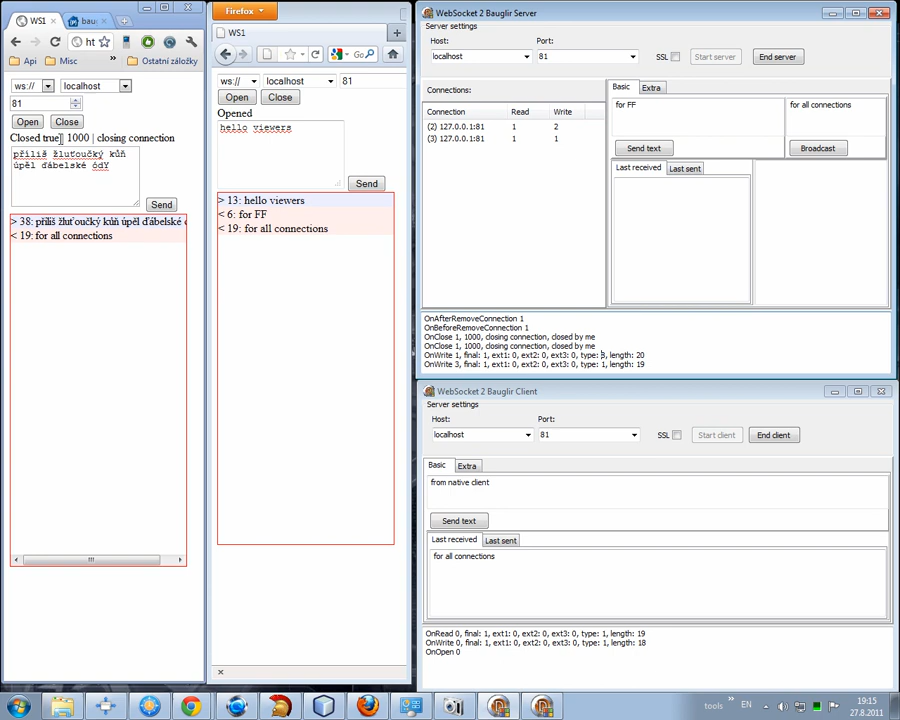 WS1
baug
ht
Api
Misc
»
Ostatní záložky
ws://
localhost
81
Open
Close
Closed true 1000 | closing connection
příliš žluťoučký kůň
úpěl ďábelské ódY
Send
> 38: příliš žluťoučký kůň úpěl ďábelské
< 19: for all connections
Firefox
WS1
Go
ws://
localhost
81
Open
Close
Opened
hello viewers
Send
> 13: hello viewers
< 6: for FF
< 19: for all connections
WebSocket 2 Bauglir Server
Server settings
Host:
Port:
localhost
81
SSL
Start server
End server
Connections:
Connection
Read
Write
(2) 127.0.0.1:81
1
2
(3) 127.0.0.1:81
1
1
Basic
Extra
for FF
for all connections
Send text
Broadcast
Last received
Last sent
OnAfterRemoveConnection 1
OnBeforeRemoveConnection 1
OnClose 1, 1000, closing connection, closed by me
OnClose 1, 1000, closing connection, closed by me
OnWrite 1, final: 1, ext1: 0, ext2: 0, ext3: 0, type: 8, length: 20
OnWrite 3, final: 1, ext1: 0, ext2: 0, ext3: 0, type: 1, length: 19
WebSocket 2 Bauglir Client
Server settings
Host:
Port:
localhost
81
SSL
Start client
End client
Basic
Extra
from native client
Send text
Last received
Last sent
for all connections
OnRead 0, final: 1, ext1: 0, ext2: 0, ext3: 0, type: 1, length: 19
OnWrite 0, final: 1, ext1: 0, ext2: 0, ext3: 0, type: 1, length: 18
OnOpen 0
tools
»
EN
19:15
27.8.2011